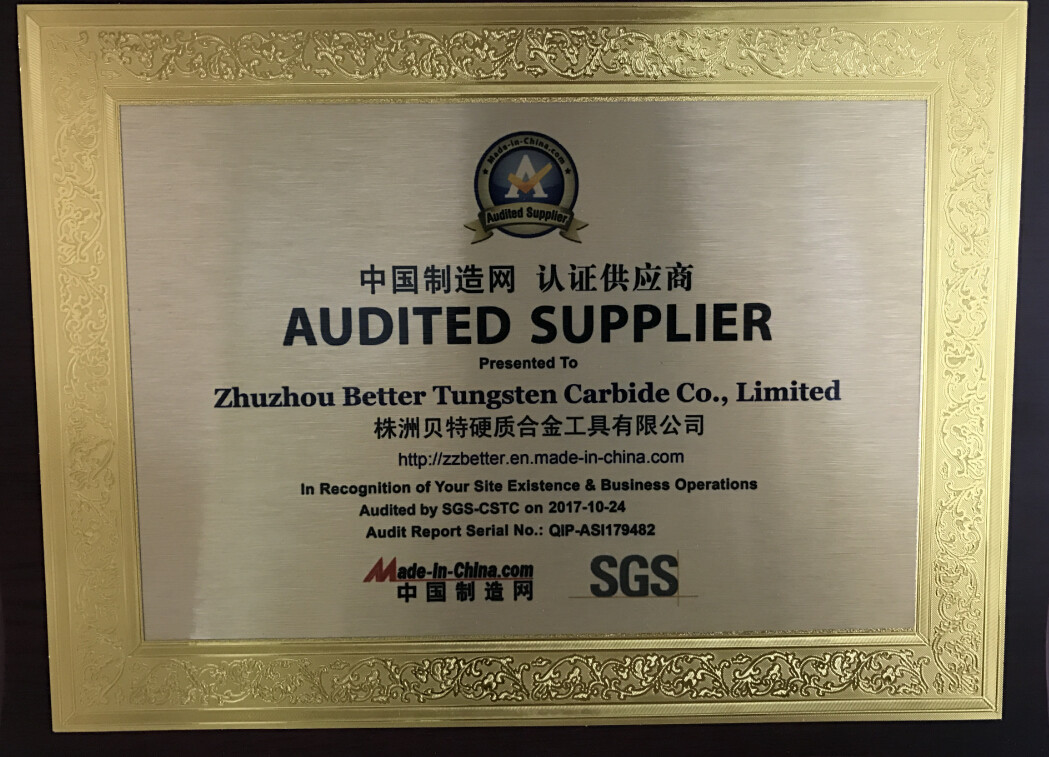 Made-in-China.com
A
Audited Supplier
中国制造网 认证供应商
AUDITED SUPPLIER
Presented To
Zhuzhou Better Tungsten Carbide Co., Limited
株洲贝特硬质合金工具有限公司
http://zzbetter.en.made-in-china.com
In Recognition of Your Site Existence & Business Operations
Audited by SGS-CSTC on 2017-10-24
Audit Report Serial No.: QIP-ASI179482
Made-in-China.com
中国制造网
SGS